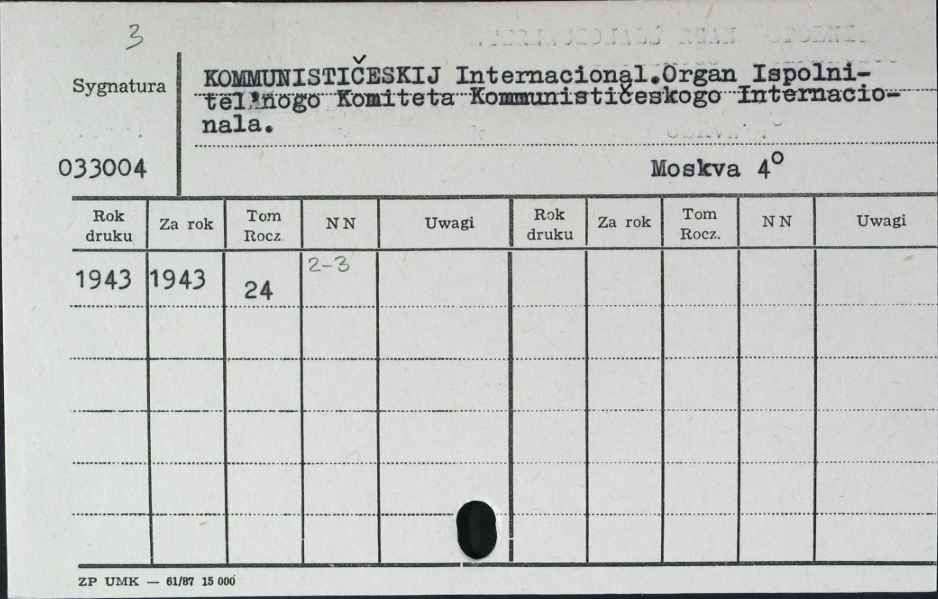 3
Sygnatura
KOMMUNISTIČESKIJ Internacional.Organ Ispolni-
tel'nogo Komiteta Kommunističeskogo Internacio-
nala.
033004
Moskva 4°
Rok druku Za rok Tom Rocz. NN Uwagi Rok druku Za rok Tom Rocz. NN Uwagi
1943 1943 24 2-3
ZP UMK — 61/87 15 000